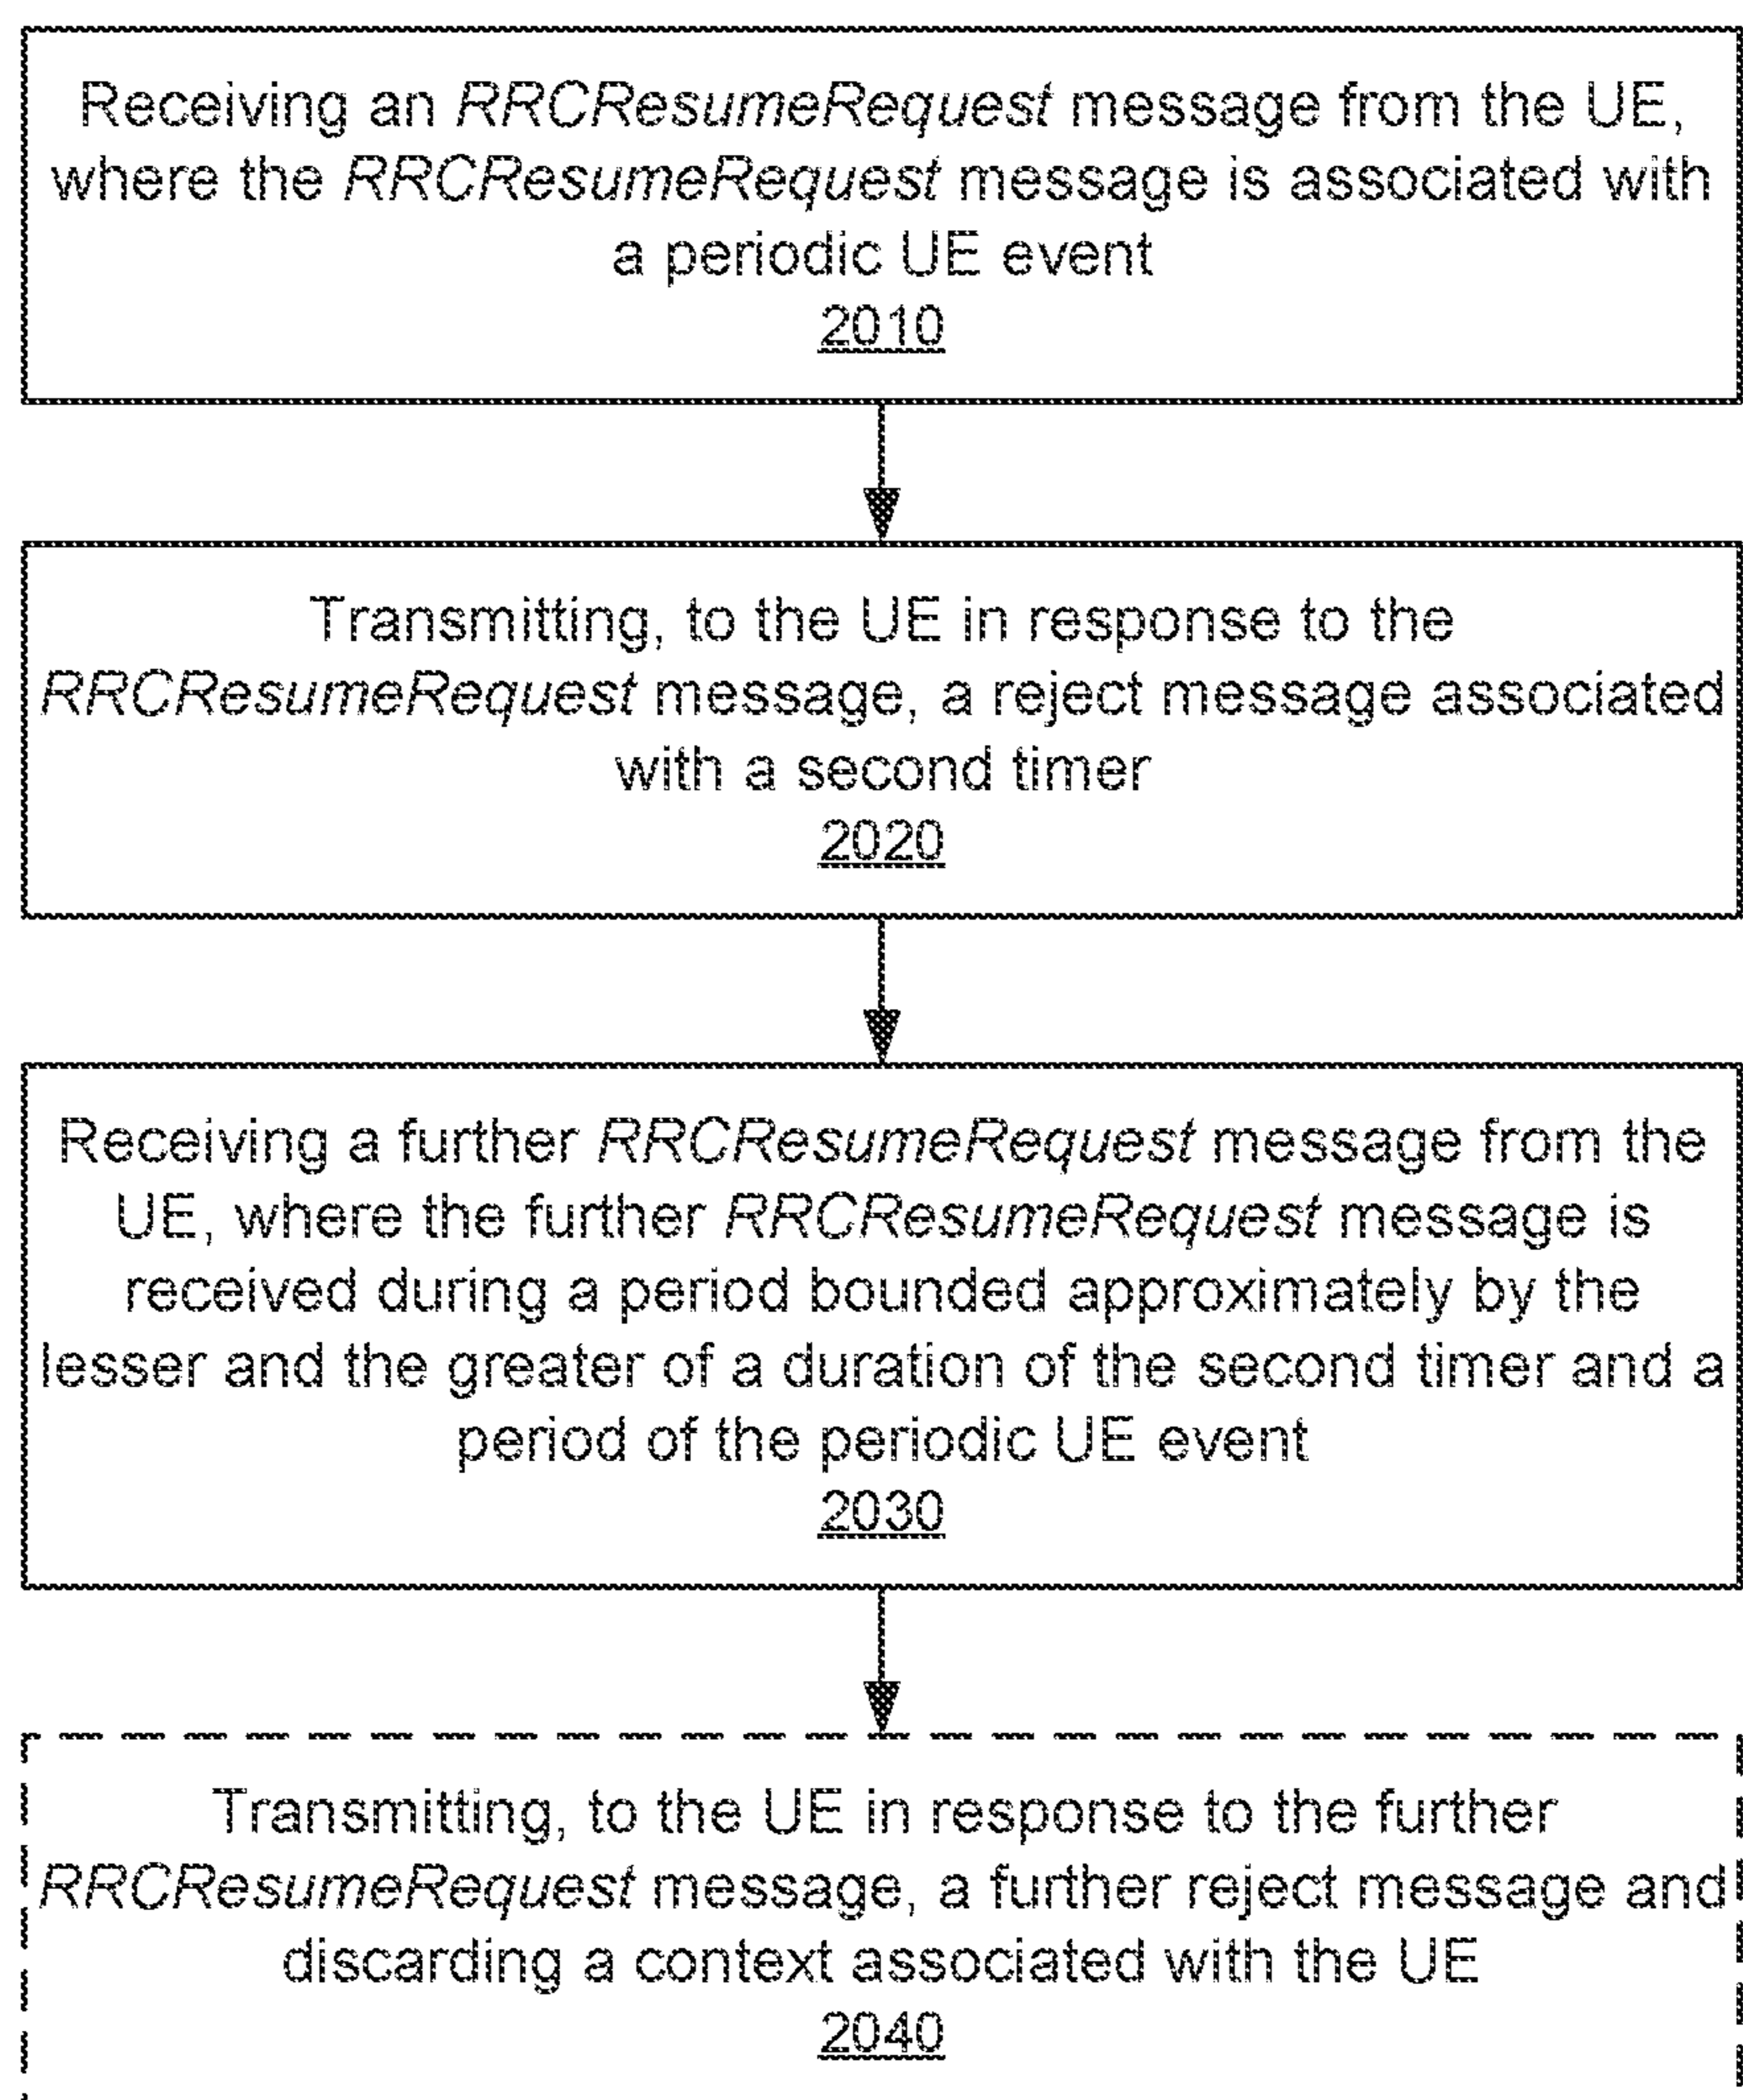 Receiving an RRCResumeRequest message from the UE,
where the RRCResumeRequest message is associated with
a periodic UE event
2010
Transmitting, to the UE in response to the
RRCResumeRequest message, a reject message associated
with a second timer
2020
Receiving a further RRCResumeRequest message from the
UE, where the further RRCResumeRequest message is
received during a period bounded approximately by the
lesser and the greater of a duration of the second timer and a
period of the periodic UE event
2030
Transmitting, to the UE in response to the further
RRCResumeRequest message, a further reject message and
discarding a context associated with the UE
2040